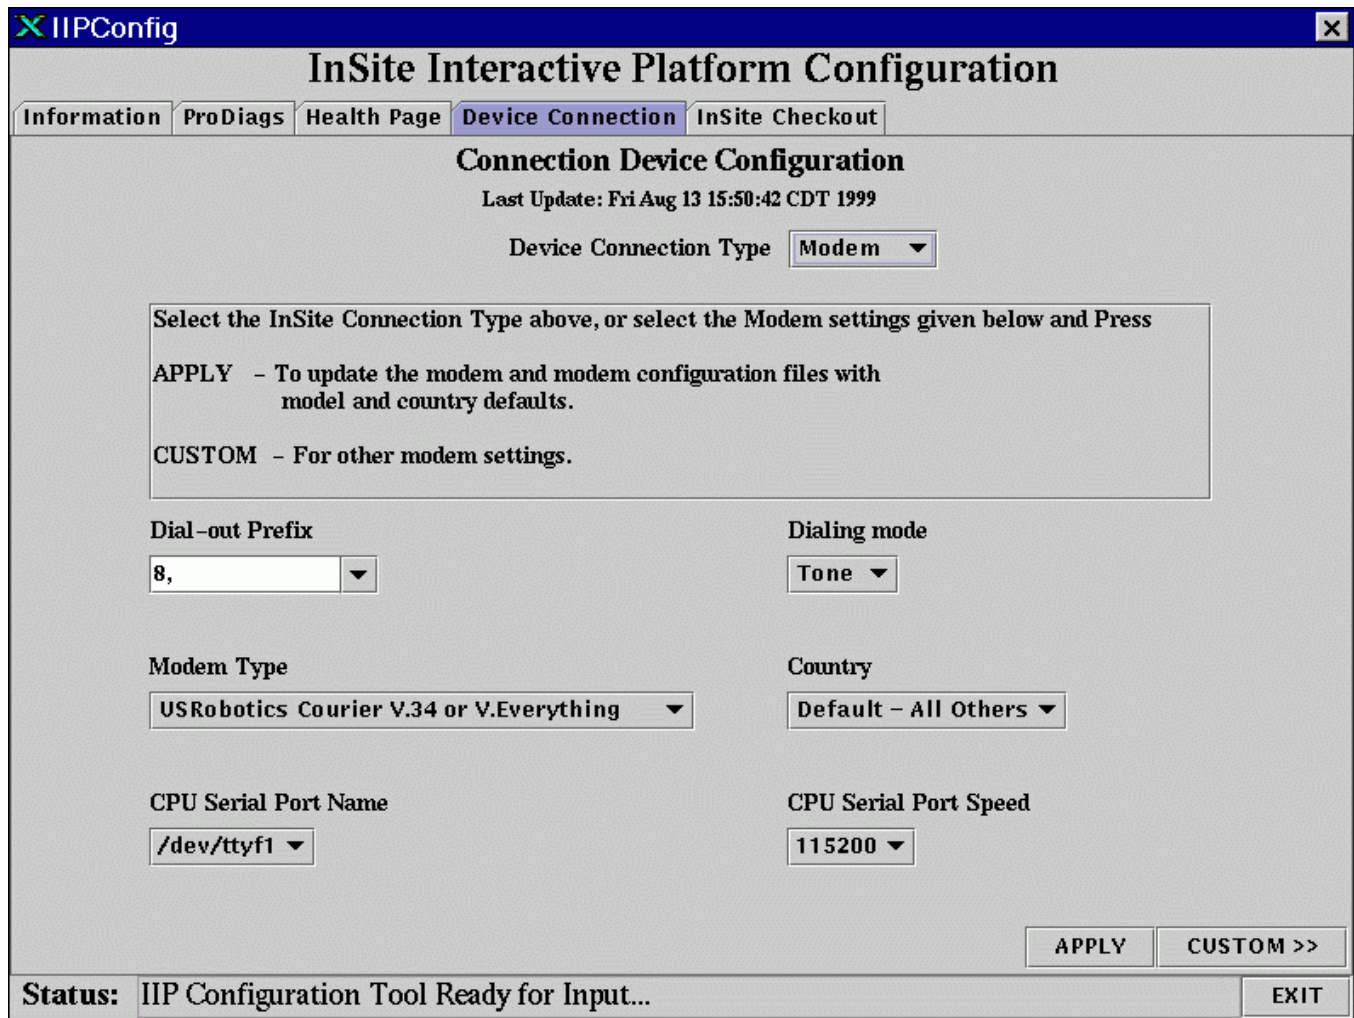 IIPConfig
InSite Interactive Platform Configuration
Information ProDiags Health Page Device Connection InSite Checkout
Connection Device Configuration
Last Update: Fri Aug 13 15:50:42 CDT 1999
Device Connection Type Modem
Select the InSite Connection Type above, or select the Modem settings given below and Press
APPLY – To update the modem and modem configuration files with
model and country defaults.
CUSTOM – For other modem settings.
Dial-out Prefix Dialing mode
8, Tone
Modem Type Country
USRobotics Courier V.34 or V.Everything Default – All Others
CPU Serial Port Name CPU Serial Port Speed
/dev/ttyf1 115200
APPLY CUSTOM >>
Status: IIP Configuration Tool Ready for Input... EXIT